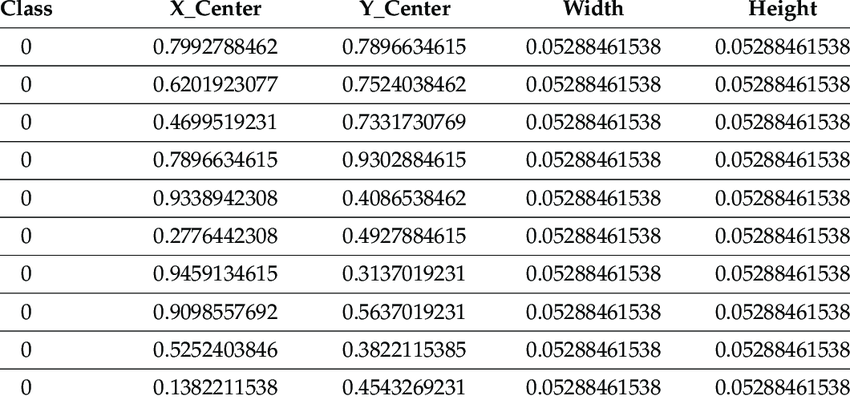 Class X_Center Y_Center Width Height
0 0.7992788462 0.7896634615 0.05288461538 0.05288461538
0 0.6201923077 0.7524038462 0.05288461538 0.05288461538
0 0.4699519231 0.7331730769 0.05288461538 0.05288461538
0 0.7896634615 0.9302884615 0.05288461538 0.05288461538
0 0.9338942308 0.4086538462 0.05288461538 0.05288461538
0 0.2776442308 0.4927884615 0.05288461538 0.05288461538
0 0.9459134615 0.3137019231 0.05288461538 0.05288461538
0 0.9098557692 0.5637019231 0.05288461538 0.05288461538
0 0.5252403846 0.3822115385 0.05288461538 0.05288461538
0 0.1382211538 0.4543269231 0.05288461538 0.05288461538